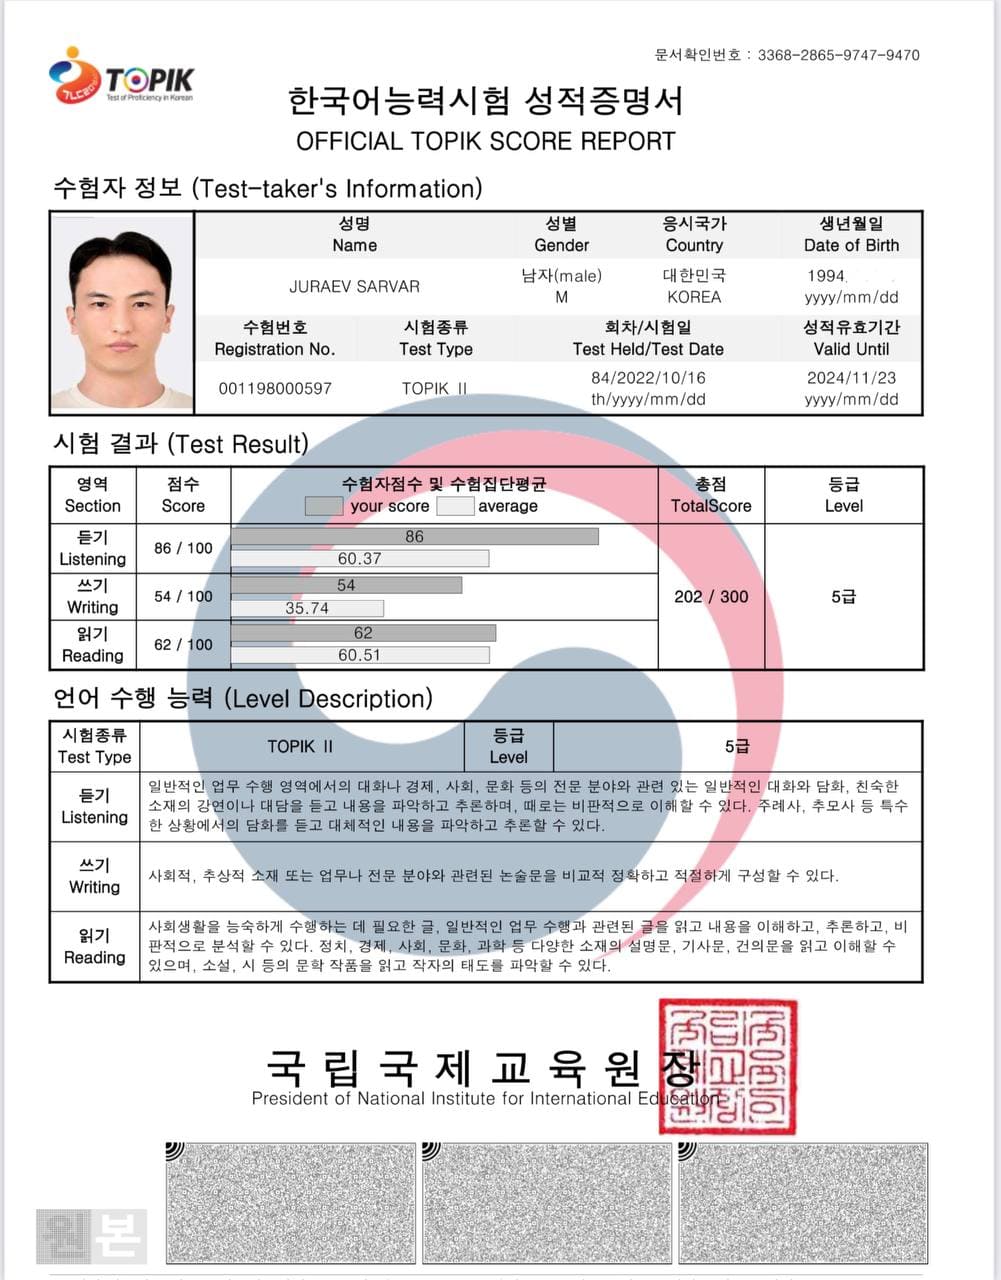 문서확인번호 : 3368-2865-9747-9470
TOPIK
Test of Proficiency in Korean
한국어능력시험 성적증명서
OFFICIAL TOPIK SCORE REPORT
수험자 정보 (Test-taker's Information)
성명 성별 응시국가 생년월일
Name Gender Country Date of Birth
JURAEV SARVAR 남자(male) 대한민국 1994.
M KOREA yyyy/mm/dd
수험번호 시험종류 회차/시험일 성적유효기간
Registration No. Test Type Test Held/Test Date Valid Until
001198000597 TOPIK II 84/2022/10/16 2024/11/23
th/yyyy/mm/dd yyyy/mm/dd
시험 결과 (Test Result)
영역 점수 수험자점수 및 수험집단평균 총점 등급
Section Score your score average TotalScore Level
듣기 86 / 100 86
Listening 60.37
쓰기 54 / 100 54 202 / 300 5급
Writing 35.74
읽기 62 / 100 62
Reading 60.51
언어 수행 능력 (Level Description)
시험종류 TOPIK II 등급 5급
Test Type Level
듣기
Listening
일반적인 업무 수행 영역에서의 대화나 경제, 사회, 문화 등의 전문 분야와 관련 있는 일반적인 대화와 담화, 친숙한
소재의 강연이나 대담을 듣고 내용을 파악하고 추론하며, 때로는 비판적으로 이해할 수 있다. 주례사, 추모사 등 특수
한 상황에서의 담화를 듣고 대체적인 내용을 파악하고 추론할 수 있다.
쓰기
Writing
사회적, 추상적 소재 또는 업무나 전문 분야와 관련된 논술문을 비교적 정확하고 적절하게 구성할 수 있다.
읽기
Reading
사회생활을 능숙하게 수행하는 데 필요한 글, 일반적인 업무 수행과 관련된 글을 읽고 내용을 이해하고, 추론하고, 비
판적으로 분석할 수 있다. 정치, 경제, 사회, 문화, 과학 등 다양한 소재의 설명문, 기사문, 건의문을 읽고 이해할 수
있으며, 소설, 시 등의 문학 작품을 읽고 작자의 태도를 파악할 수 있다.
국립국제교육원장
President of National Institute for International Education
원본